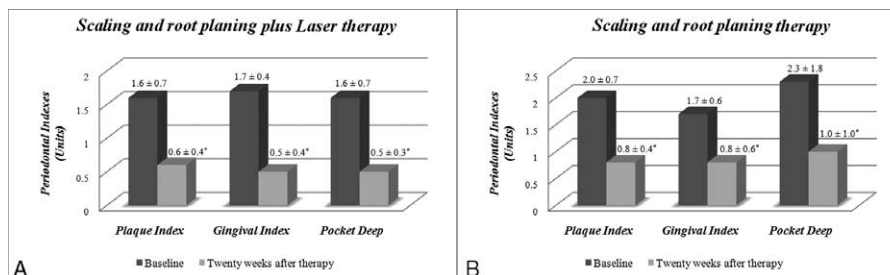 Scaling and root planing plus Laser therapy
Periodontal Indexes
(Units)
2
1.5
1
0.5
0
1.6 ± 0.7
0.6 ± 0.4*
1.7 ± 0.4
0.5 ± 0.4*
1.6 ± 0.7
0.5 ± 0.3*
Plaque Index
Gingival Index
Pocket Deep
Baseline
Twenty weeks after therapy
A
Scaling and root planing therapy
Periodontal Indexes
(Units)
2.5
2
1.5
1
0.5
0
2.0 ± 0.7
0.8 ± 0.4*
1.7 ± 0.6
0.8 ± 0.6*
2.3 ± 1.8
1.0 ± 1.0*
Plaque Index
Gingival Index
Pocket Deep
Baseline
Twenty weeks after therapy
B